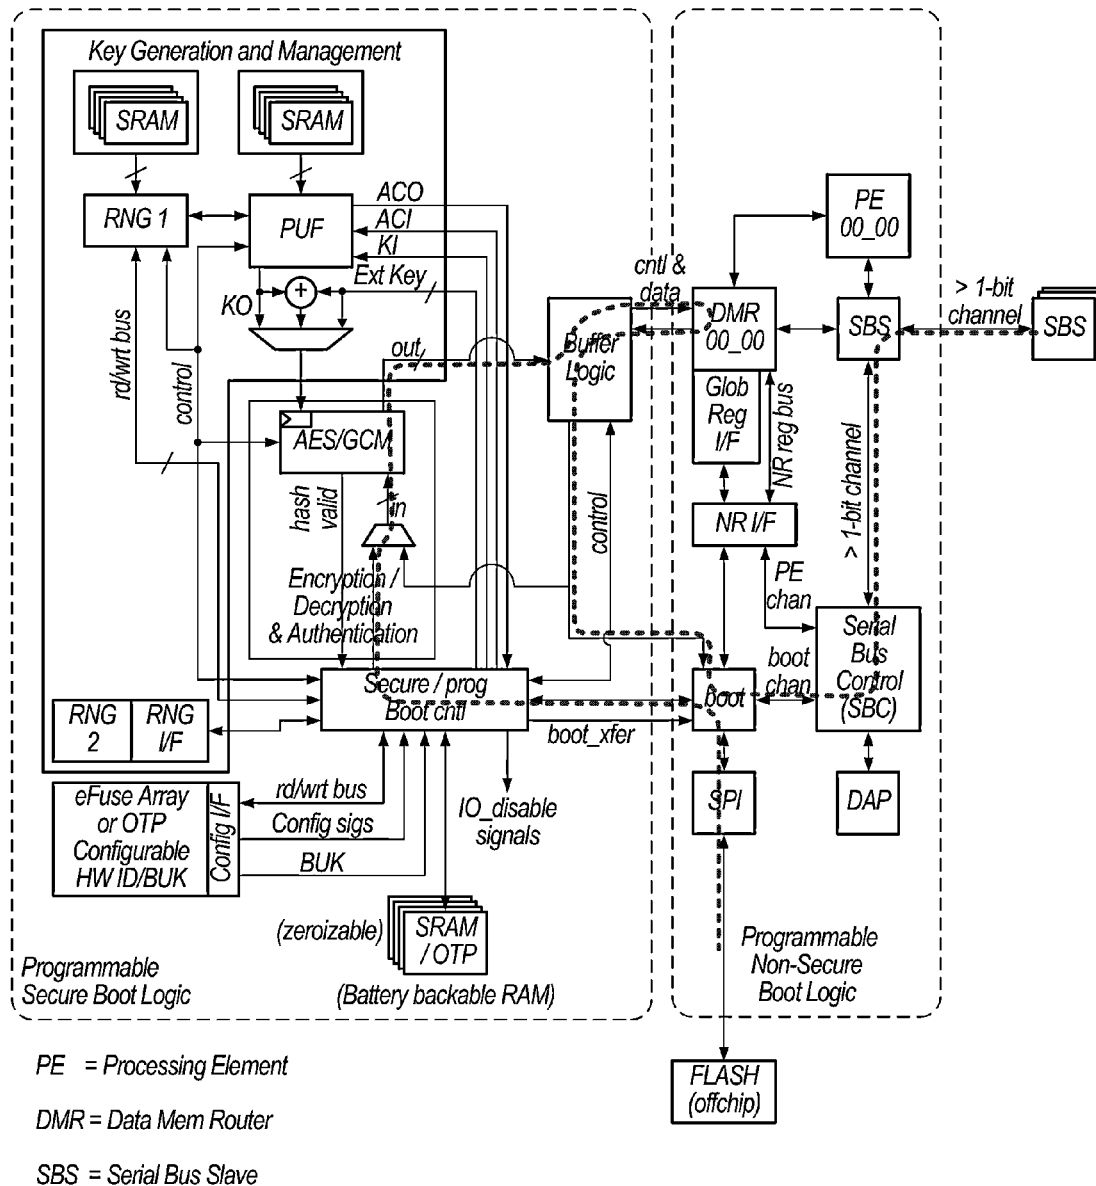 Key Generation and Management
SRAM
SRAM
RNG 1
PUF
ACO
ACI
KI
Ext Key
KO
+
rd/wrt bus
control
out
AES/GCM
hash
valid
in
Encryption /
Decryption
& Authentication
Secure / prog
Boot cntl
RNG
2
RNG
I/F
eFuse Array
or OTP
Configurable
HW ID/BUK
Config I/F
rd/wrt bus
Config sigs
BUK
IO_disable
signals
boot_xfer
(zeroizable)
SRAM
/ OTP
(Battery backable RAM)
Programmable
Secure Boot Logic
Buffer
Logic
control
cntl &
data
PE
00_00
DMR
00_00
SBS
> 1-bit
channel
SBS
Glob
Reg
I/F
NR reg bus
NR I/F
> 1-bit channel
PE
chan
Serial
Bus
Control
(SBC)
boot
chan
boot
SPI
DAP
Programmable
Non-Secure
Boot Logic
FLASH
(offchip)
PE = Processing Element
DMR = Data Mem Router
SBS = Serial Bus Slave